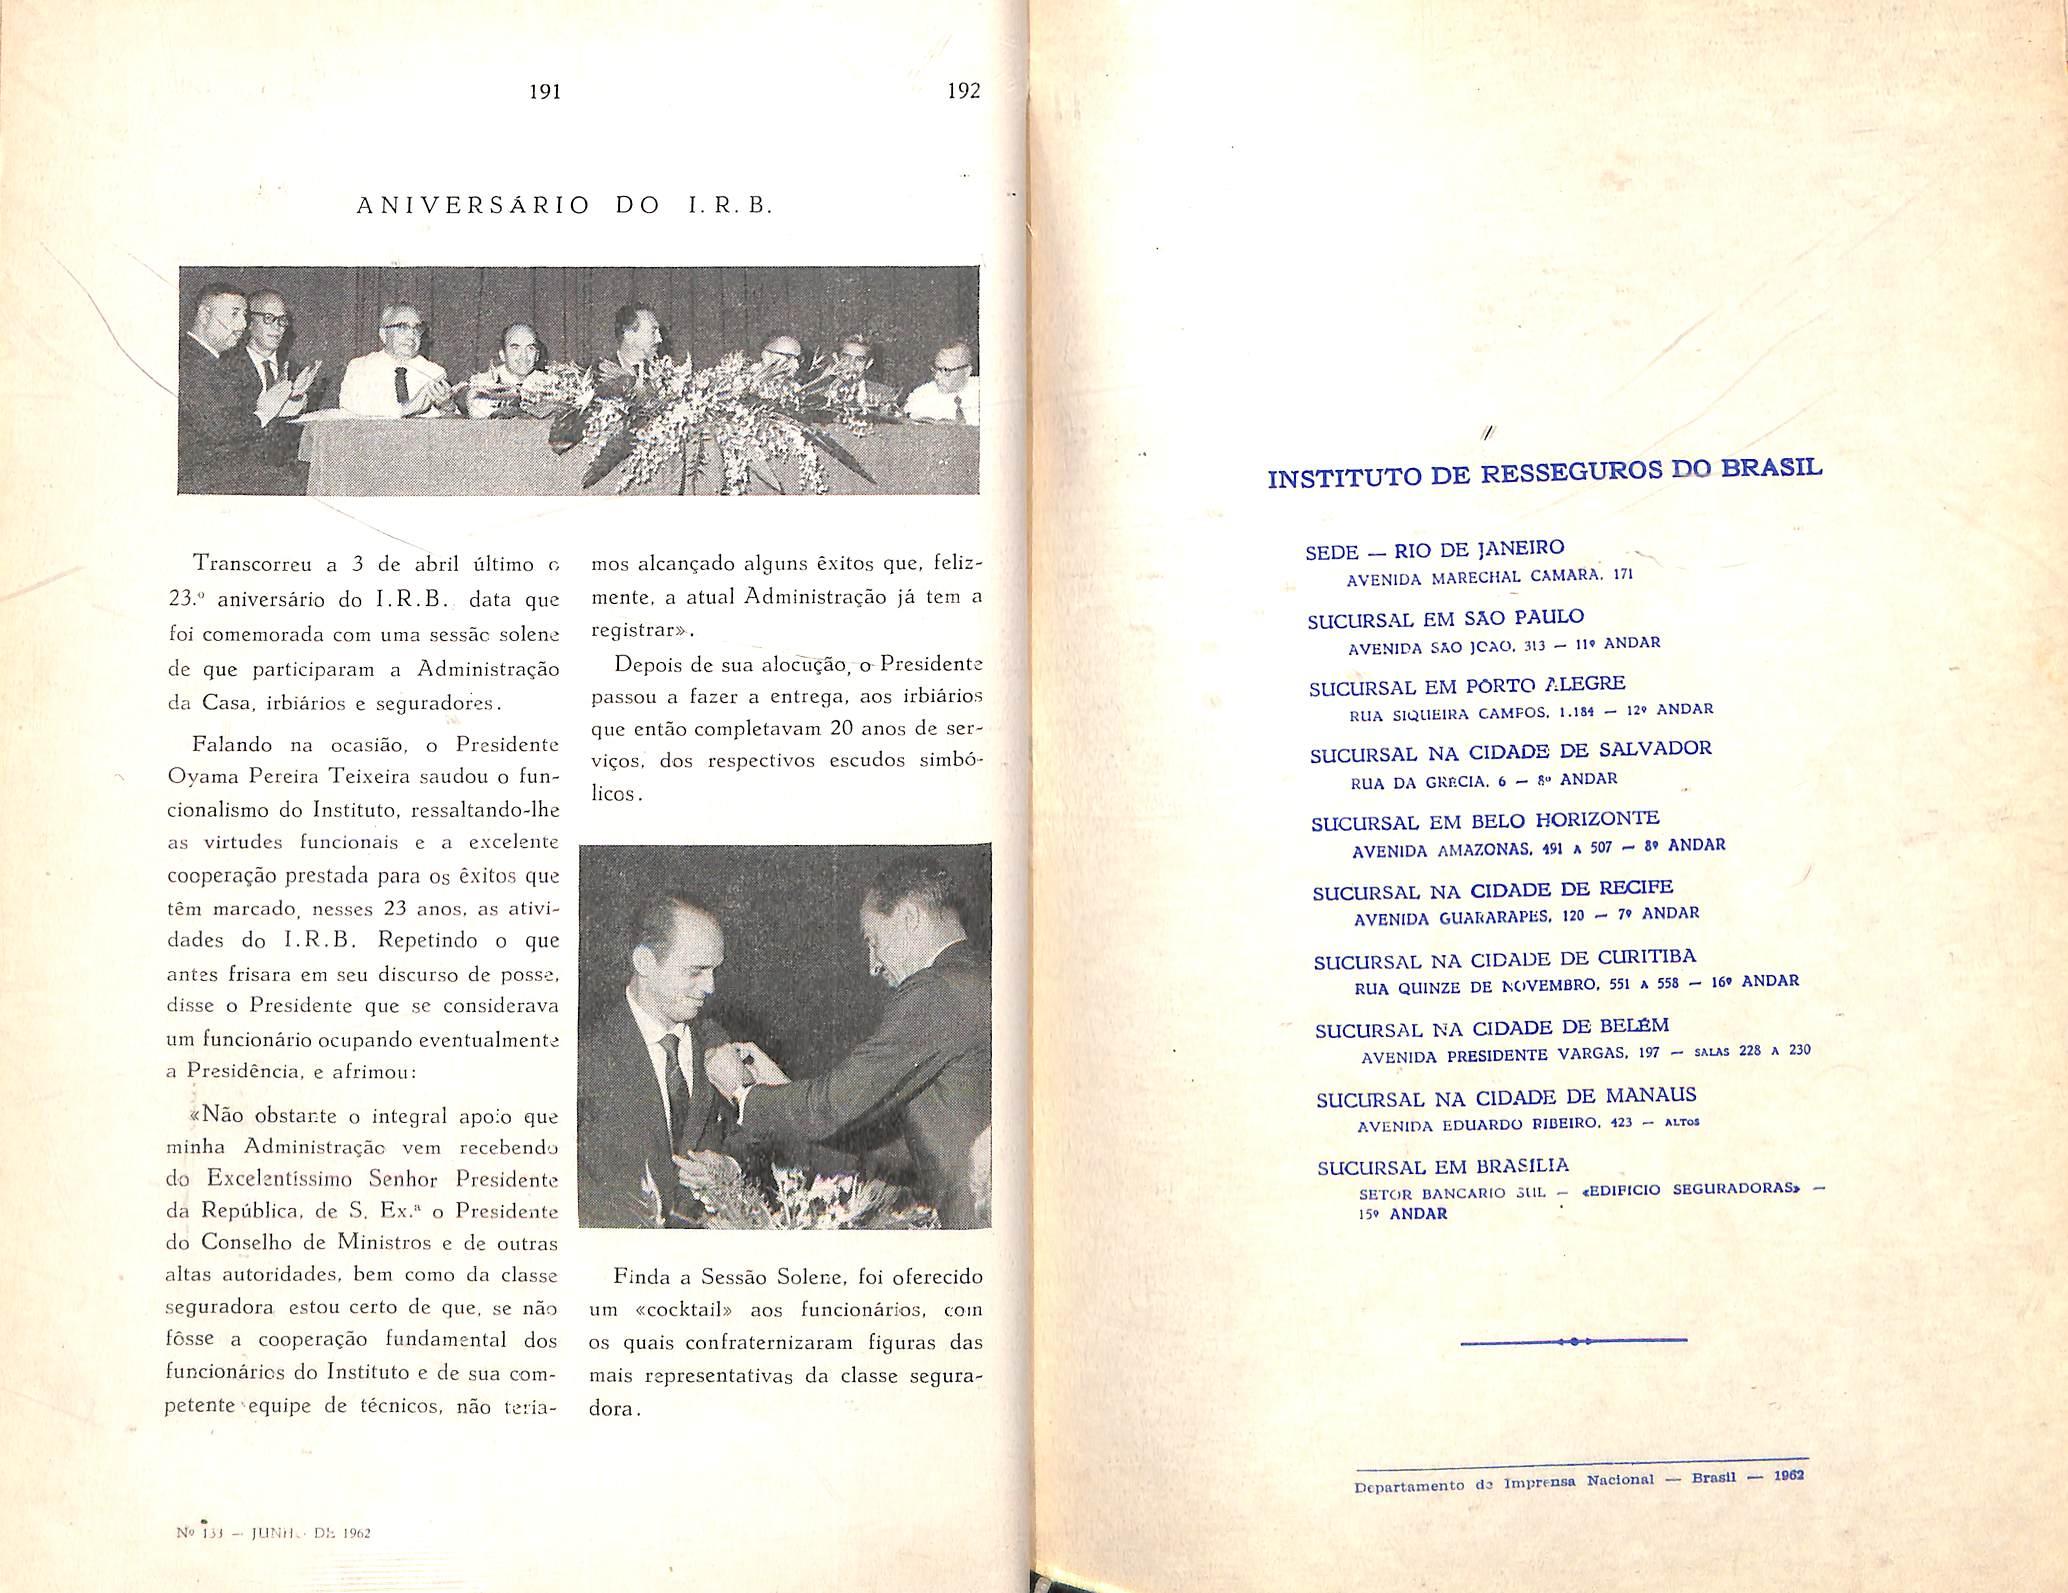 191
192
ANIVERSÁRIO DO I.R.B.
Transcorreu a 3 de abril último o
23.º aniversário do I.R.B. data que
foi comemorada com uma sessão solene
de que participaram a Administração
da Casa, irbiários e seguradores.
Falando na ocasião, o Presidente
Oyama Pereira Teixeira saudou o fun-
cionalismo do Instituto, ressaltando-lhe
as virtudes funcionais e a excelente
cooperação prestada para os êxitos que
têm marcado, nesses 23 anos, as ativi-
dades do I.R.B. Repetindo o que
antes frisara em seu discurso de posse,
disse o Presidente que se considerava
um funcionário ocupando eventualmente
a Presidência, e afrimou:
«Não obstante o integral apoio que
minha Administração vem recebendo
do Excelentíssimo Senhor Presidente
da República, de S. Ex.ª o Presidente
do Conselho de Ministros e de outras
altas autoridades, bem como da classe
seguradora estou certo de que, se não
fôsse a cooperação fundamental dos
funcionários do Instituto e de sua com-
petente equipe de técnicos, não tería-
mos alcançado alguns êxitos que, feliz-
mente, a atual Administração já tem a
registrar».
Depois de sua alocução, o Presidente
passou a fazer a entrega, aos irbiários
que então completavam 20 anos de ser-
viços, dos respectivos escudos simbó-
licos.
Finda a Sessão Solene, foi oferecido
um «cocktail» aos funcionários, com
os quais confraternizaram figuras das
mais representativas da classe segura-
dora.
Nº 133 — JUNHO DE 1962
INSTITUTO DE RESSEGUROS DO BRASIL
SEDE — RIO DE JANEIRO
AVENIDA MARECHAL CAMARA, 171
SUCURSAL EM SÃO PAULO
AVENIDA SÃO JOÃO, 313 — 11º ANDAR
SUCURSAL EM PÔRTO ALEGRE
RUA SIQUEIRA CAMPOS, 1.184 — 12º ANDAR
SUCURSAL NA CIDADE DE SALVADOR
RUA DA GRÉCIA, 6 — 8º ANDAR
SUCURSAL EM BELO HORIZONTE
AVENIDA AMAZONAS, 491 A 507 — 8º ANDAR
SUCURSAL NA CIDADE DE RECIFE
AVENIDA GUARARAPES, 120 — 7º ANDAR
SUCURSAL NA CIDADE DE CURITIBA
RUA QUINZE DE NOVEMBRO, 551 A 558 — 16º ANDAR
SUCURSAL NA CIDADE DE BELÉM
AVENIDA PRESIDENTE VARGAS, 197 — SALAS 228 A 230
SUCURSAL NA CIDADE DE MANAUS
AVENIDA EDUARDO RIBEIRO, 423 — ALTOS
SUCURSAL EM BRASILIA
SETOR BANCARIO SUL — «EDIFICIO SEGURADORAS» —
15º ANDAR
Departamento de Imprensa Nacional — Brasil — 1962